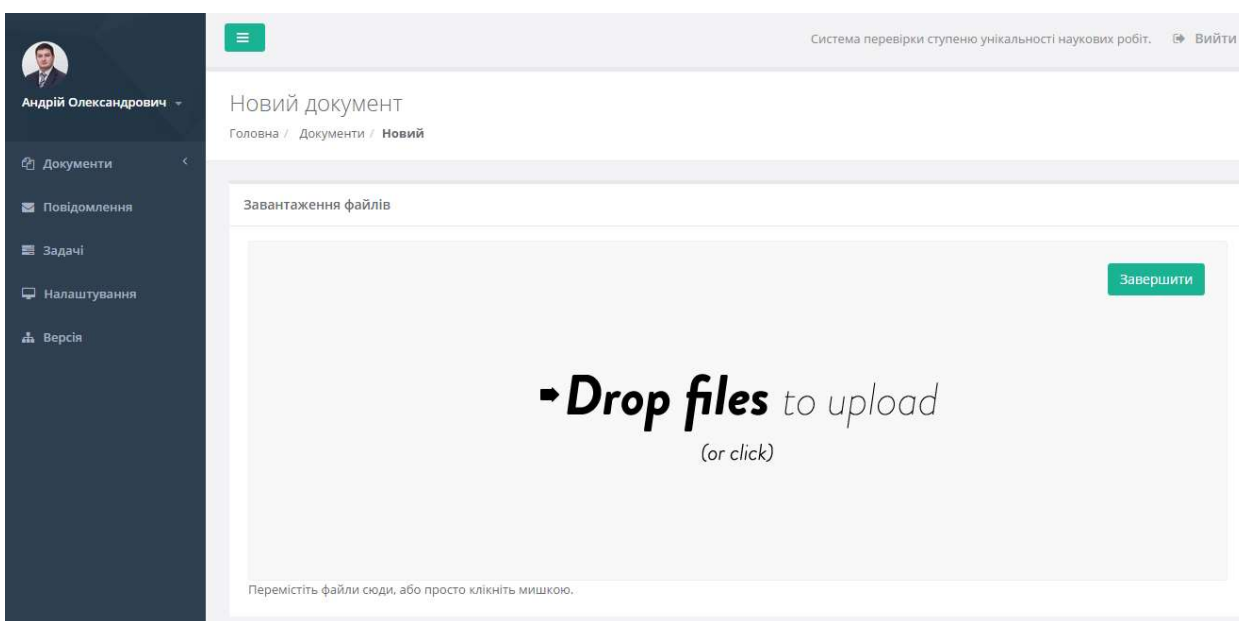 Система перевірки ступеню унікальності наукових робіт. Вийти
Андрій Олександрович
Новий документ
Головна / Документи / Новий
Документи
Повідомлення
Задачі
Налаштування
Версія
Завантаження файлів
Завершити
Drop files to upload
(or click)
Перемістіть файли сюди, або просто клікніть мишкою.